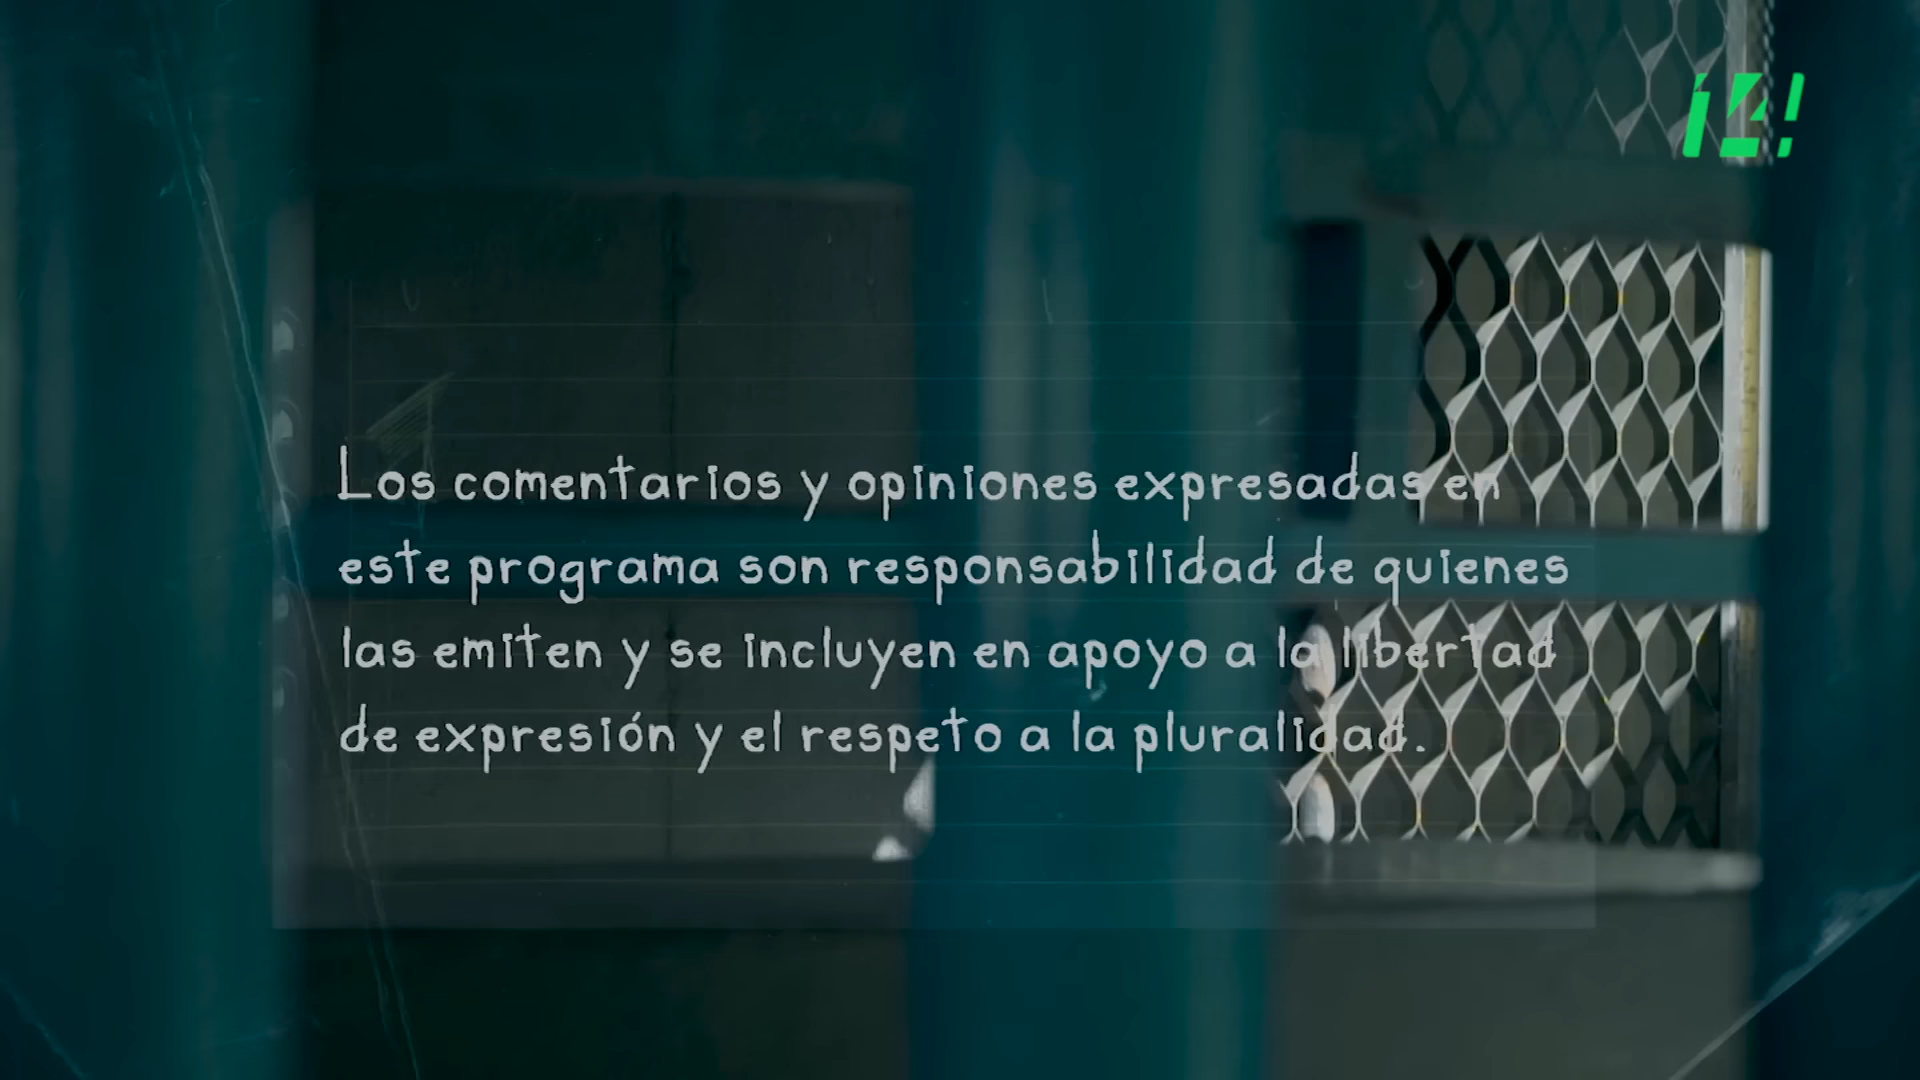 14!
Los comentarios y opiniones expresadas en
este programa son responsabilidad de quienes
las emiten y se incluyen en apoyo a la libertad
de expresión y el respeto a la pluralidad.